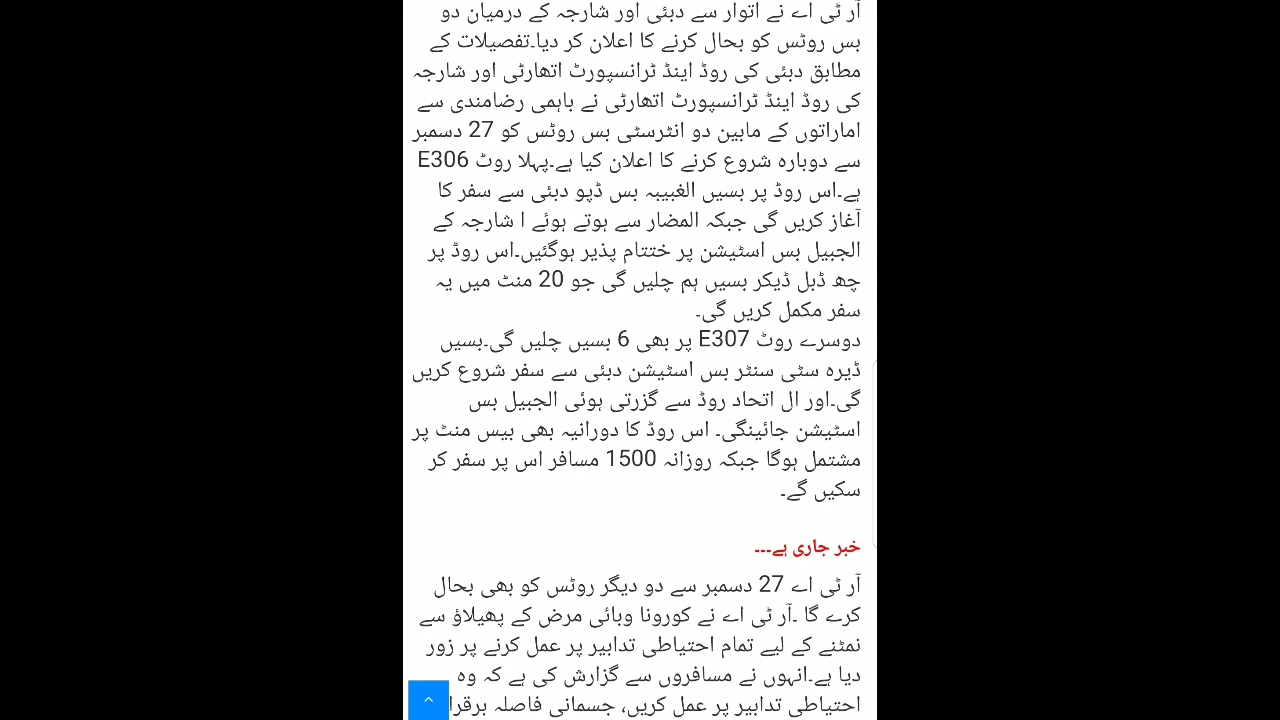 آر ٹی اے نے اتوار سے دبئی اور شارجہ کے درمیان دو
بس روٹس کو بحال کرنے کا اعلان کر دیا۔تفصیلات کے
مطابق دبئی کی روڈ اینڈ ٹرانسپورٹ اتھارٹی اور شارجہ
کی روڈ اینڈ ٹرانسپورٹ اتھارٹی نے باہمی رضامندی سے
اماراتوں کے مابین دو انٹرسٹی بس روٹس کو 27 دسمبر
سے دوبارہ شروع کرنے کا اعلان کیا ہے۔پہلا روٹ E306
ہے۔اس روڈ پر بسیں الغبیبہ بس ڈپو دبئی سے سفر کا
آغاز کریں گی جبکہ المضار سے ہوتے ہوئے ا شارجہ کے
الجبیل بس اسٹیشن پر ختتام پذیر ہوگئیں۔اس روڈ پر
چھ ڈبل ڈیکر بسیں ہم چلیں گی جو 20 منٹ میں یہ
سفر مکمل کریں گی۔
دوسرے روٹ E307 پر بھی 6 بسیں چلیں گی۔بسیں
ڈیرہ سٹی سنٹر بس اسٹیشن دبئی سے سفر شروع کریں
گی۔اور ال اتحاد روڈ سے گزرتی ہوئی الجبیل بس
اسٹیشن جائینگی۔ اس روڈ کا دورانیہ بھی بیس منٹ پر
مشتمل ہوگا جبکہ روزانہ 1500 مسافر اس پر سفر کر
سکیں گے۔
خبر جاری ہے۔۔۔
آر ٹی اے 27 دسمبر سے دو دیگر روٹس کو بھی بحال
کرے گا ۔آر ٹی اے نے کورونا وبائی مرض کے پھیلاؤ سے
نمٹنے کے لیے تمام احتیاطی تدابیر پر عمل کرنے پر زور
دیا ہے۔انہوں نے مسافروں سے گزارش کی ہے کہ وہ
احتیاطی تدابیر پر عمل کریں، جسمانی فاصلہ